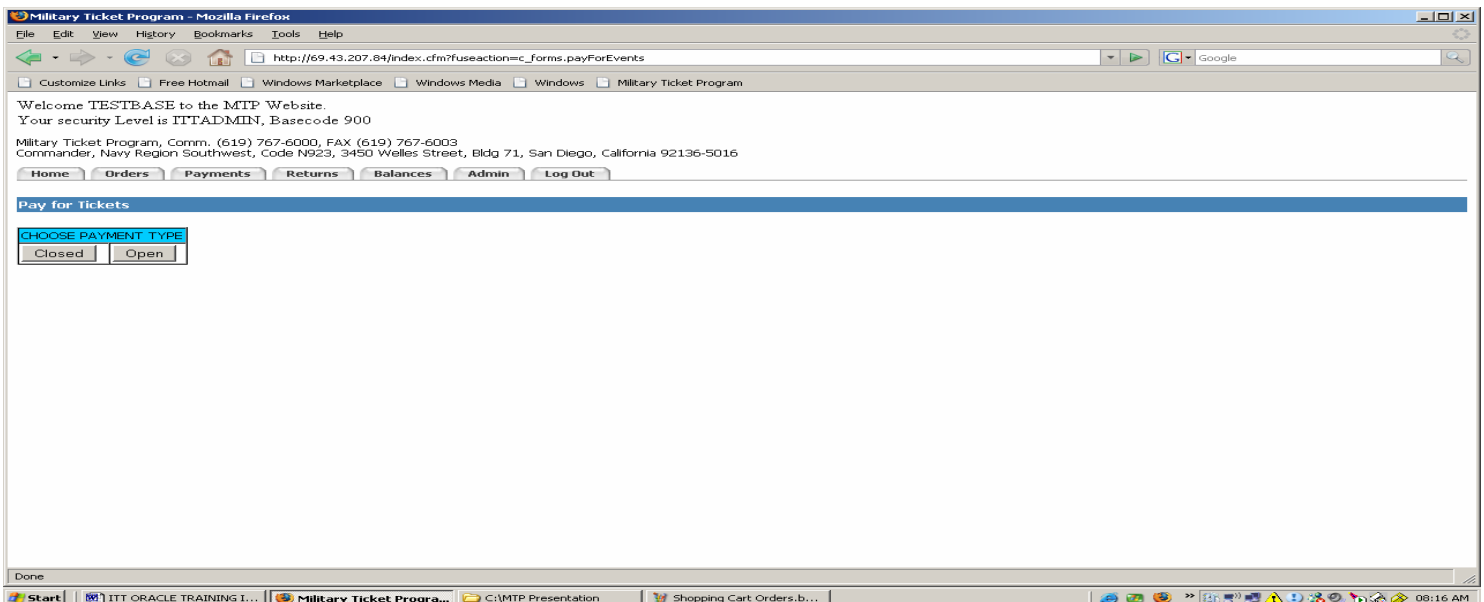 Military Ticket Program - Mozilla Firefox
File Edit View History Bookmarks Tools Help
http://69.43.207.84/index.cfm?fuseaction=c_forms.payForEvents
G Google
Customize Links Free Hotmail Windows Marketplace Windows Media Windows Military Ticket Program
Welcome TESTBASE to the MTP Website.
Your security Level is ITTADMIN, Basecode 900
Military Ticket Program, Comm. (619) 767-6000, FAX (619) 767-6003
Commander, Navy Region Southwest, Code N923, 3450 Welles Street, Bldg 71, San Diego, California 92136-5016
Home Orders Payments Returns Balances Admin Log Out
Pay for Tickets
CHOOSE PAYMENT TYPE
Closed Open
Done
Start ITT ORACLE TRAINING I... Military Ticket Progra... C:\MTP Presentation Shopping Cart Orders.b... 08:16 AM